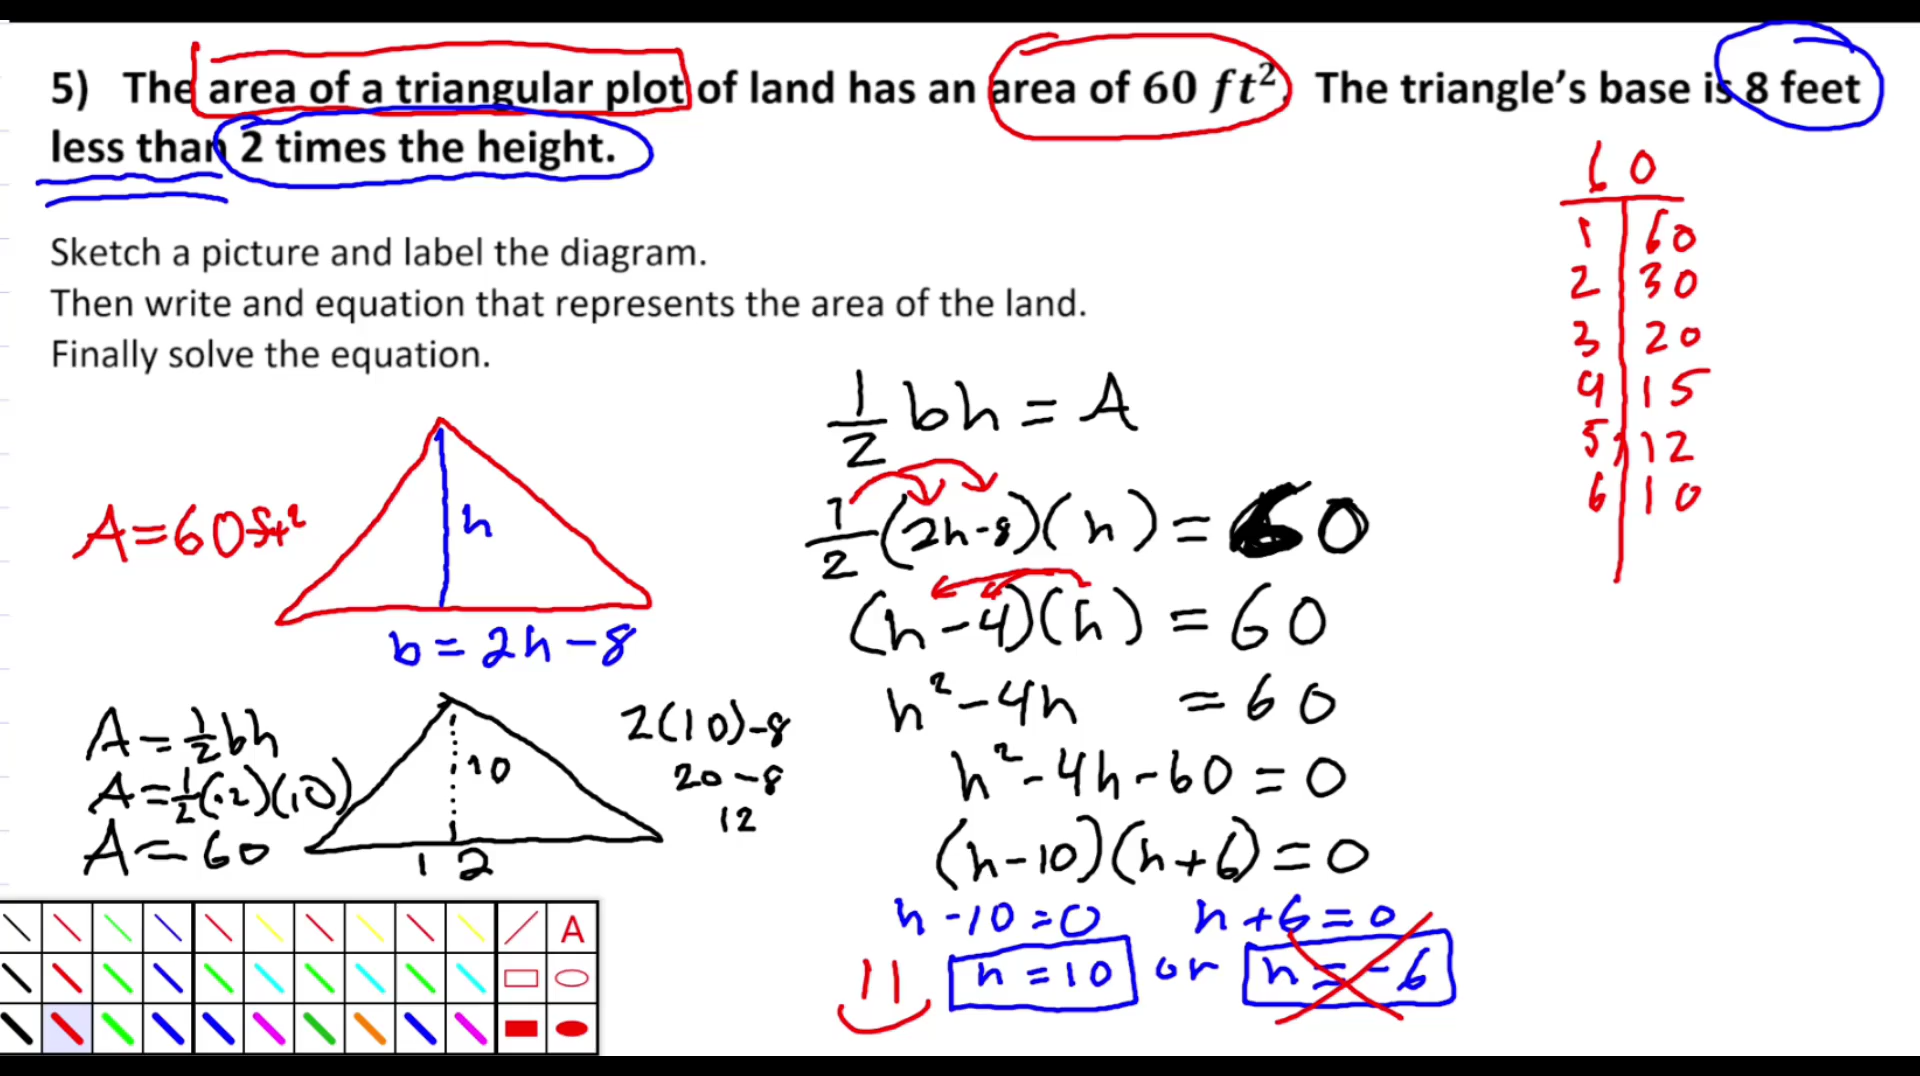 5) The area of a triangular plot of land has an area of 60 ft². The triangle's base is 8 feet
less than 2 times the height.
Sketch a picture and label the diagram.
Then write and equation that represents the area of the land.
Finally solve the equation.
60
1 60
2 30
3 20
4 15
5 12
6 10
A=60ft²
h
b=2h-8
A=½bh
A=½(12)(10)
A=60
10
12
2(10)-8
20-8
12
½bh=A
½(2h-8)(h)=60
(h-4)(h)=60
h²-4h =60
h²-4h-60=0
(h-10)(h+6)=0
h-10=0 h+6=0
h=10 or h=-6
A